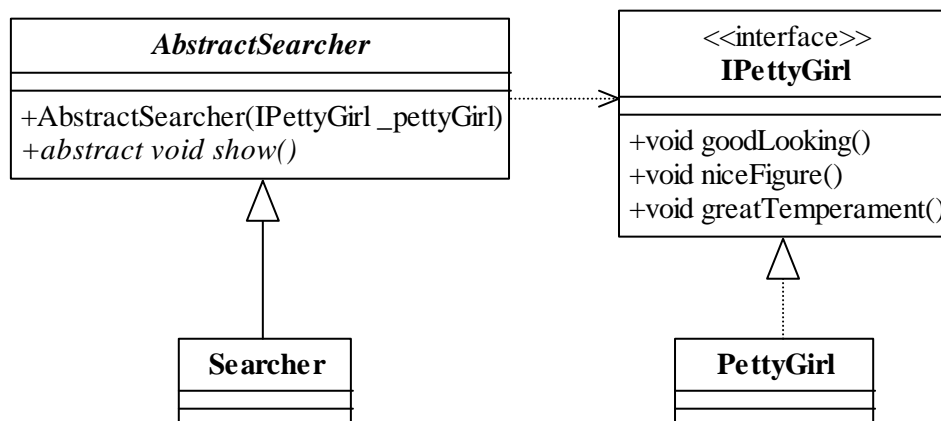 AbstractSearcher
+AbstractSearcher(IPettyGirl _pettyGirl)
+abstract void show()
<<interface>>
IPettyGirl
+void goodLooking()
+void niceFigure()
+void greatTemperament()
Searcher
PettyGirl